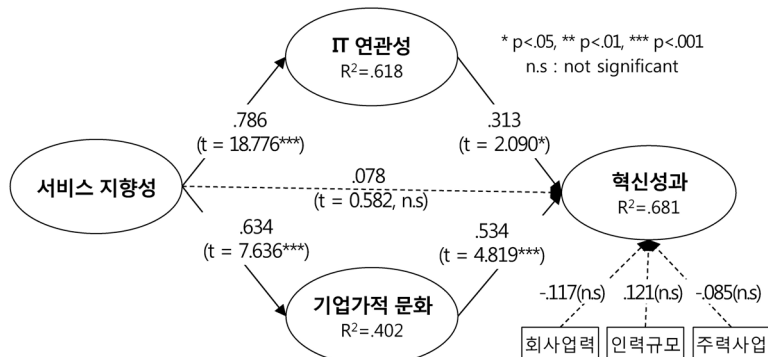 IT 연관성
R²=.618
* p<.05, ** p<.01, *** p<.001
n.s : not significant
.786
(t = 18.776***)
.313
(t = 2.090*)
서비스 지향성
.078
(t = 0.582, n.s)
혁신성과
R²=.681
.634
(t = 7.636***)
.534
(t = 4.819***)
기업가적 문화
R²=.402
-.117(n.s)
.121(n.s)
-.085(n.s)
회사업력
인력규모
주력사업